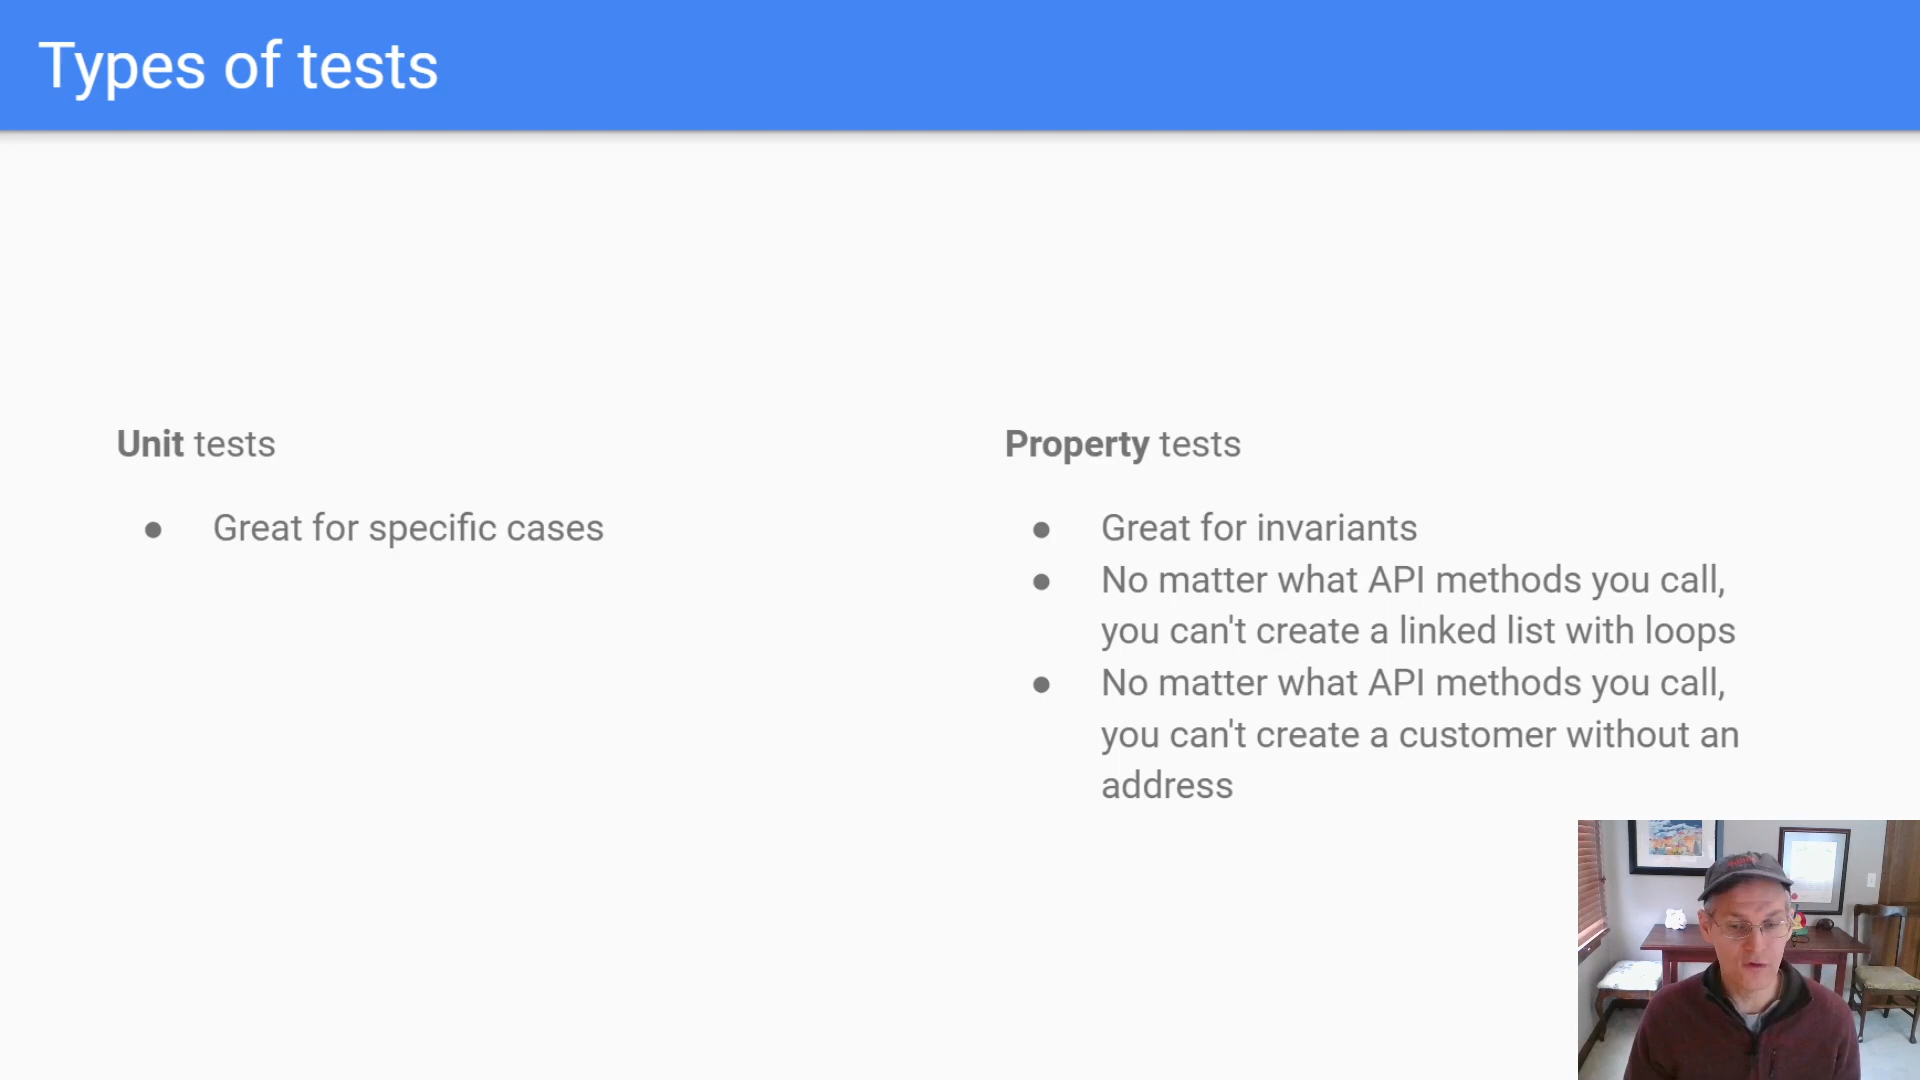 Types of tests
Unit tests
● Great for specific cases
Property tests
● Great for invariants
● No matter what API methods you call,
you can't create a linked list with loops
● No matter what API methods you call,
you can't create a customer without an
address